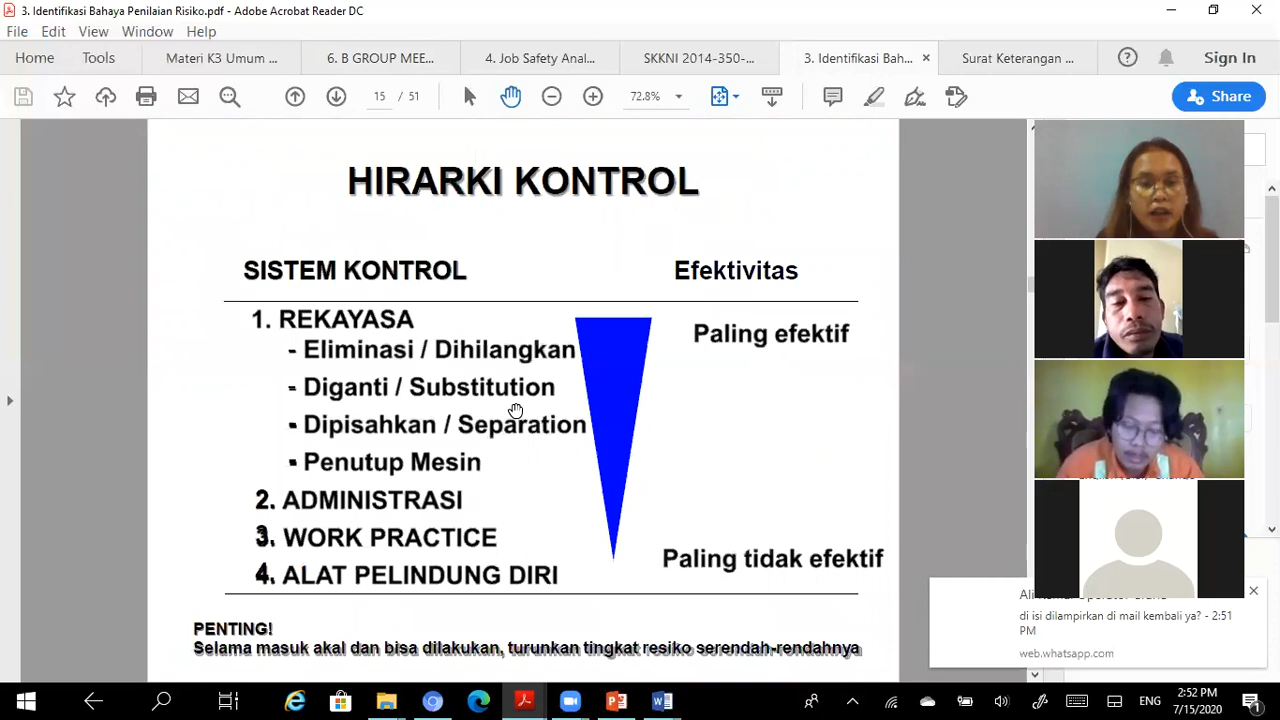 3. Identifikasi Bahaya Penilaian Risiko.pdf - Adobe Acrobat Reader DC
File Edit View Window Help
Home Tools Materi K3 Umum ... 6. B GROUP MEE... 4. Job Safety Anal... SKKNI 2014-350-... 3. Identifikasi Bah... Surat Keterangan ... Sign In
15 / 51 72.8% Share
HIRARKI KONTROL
SISTEM KONTROL Efektivitas
1. REKAYASA
Paling efektif
- Eliminasi / Dihilangkan
- Diganti / Substitution
- Dipisahkan / Separation
- Penutup Mesin
2. ADMINISTRASI
3. WORK PRACTICE
Paling tidak efektif
4. ALAT PELINDUNG DIRI
PENTING!
Selama masuk akal dan bisa dilakukan, turunkan tingkat resiko serendah-rendahnya
di isi dilampirkan di mail kembali ya? - 2:51
PM
web.whatsapp.com
ENG
2:52 PM
7/15/2020